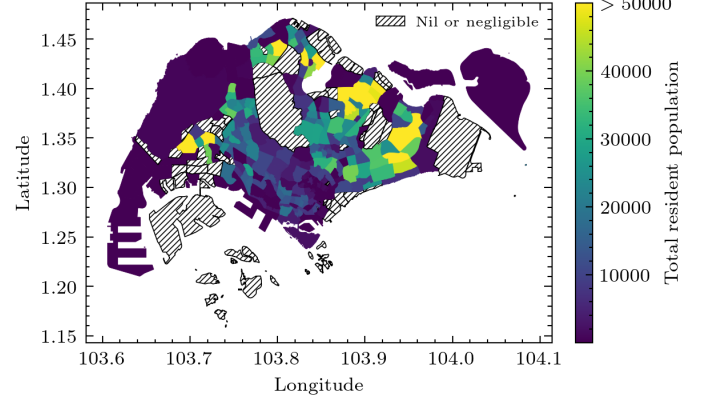 > 50000
Nil or negligible
1.45
1.40
1.35
1.30
1.25
1.20
1.15
Latitude
40000
30000
20000
10000
Total resident population
103.6 103.7 103.8 103.9 104.0 104.1
Longitude